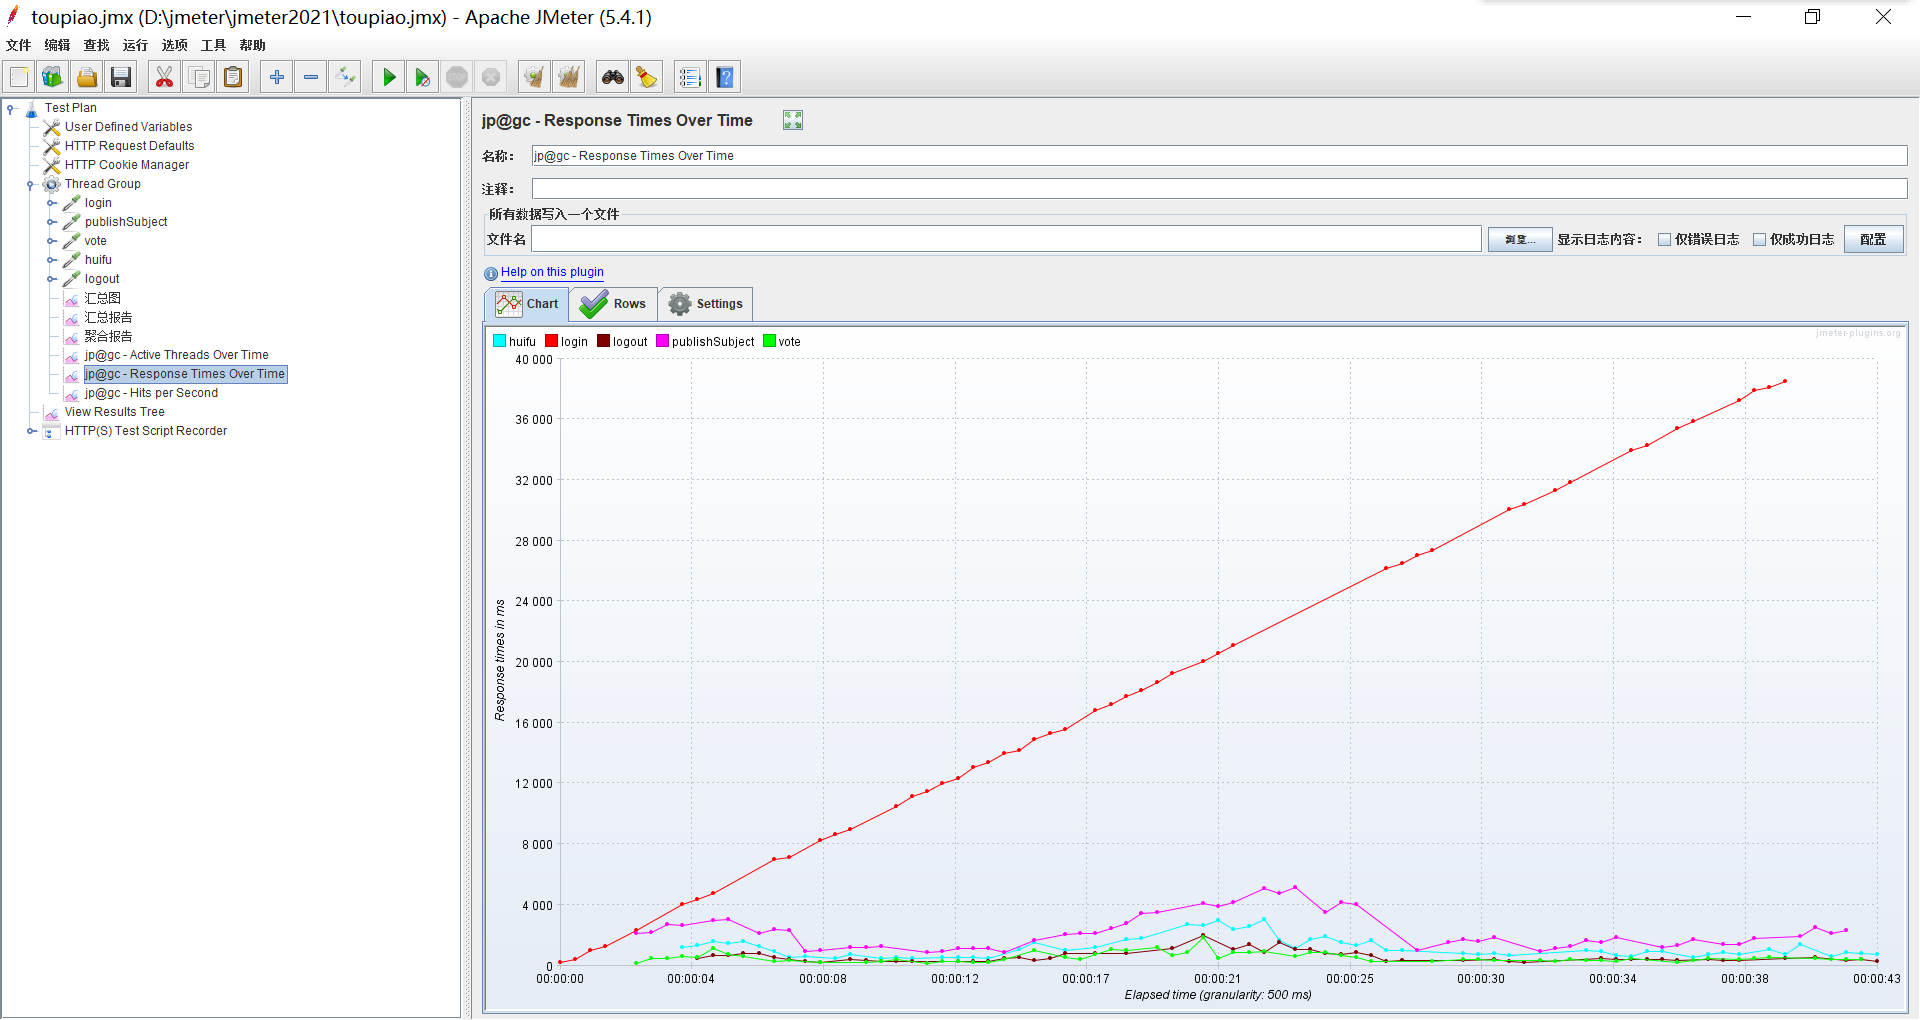 toupiao.jmx (D:\jmeter\jmeter2021\toupiao.jmx) - Apache JMeter (5.4.1)
文件 编辑 查找 运行 选项 工具 帮助
STOP
Test Plan
User Defined Variables
HTTP Request Defaults
HTTP Cookie Manager
Thread Group
login
publishSubject
vote
huifu
logout
汇总图
汇总报告
聚合报告
jp@gc - Active Threads Over Time
jp@gc - Response Times Over Time
jp@gc - Hits per Second
View Results Tree
HTTP(S) Test Script Recorder
jp@gc - Response Times Over Time
名称： jp@gc - Response Times Over Time
注释：
所有数据写入一个文件
文件名 浏览... 显示日志内容： 仅错误日志 仅成功日志 配置
Help on this plugin
Chart Rows Settings
huifu login logout publishSubject vote
jmeter-plugins.org
40 000
36 000
32 000
28 000
24 000
20 000
16 000
12 000
8 000
4 000
0
Response times in ms
00:00:00 00:00:04 00:00:08 00:00:12 00:00:17 00:00:21 00:00:25 00:00:30 00:00:34 00:00:38 00:00:43
Elapsed time (granularity: 500 ms)